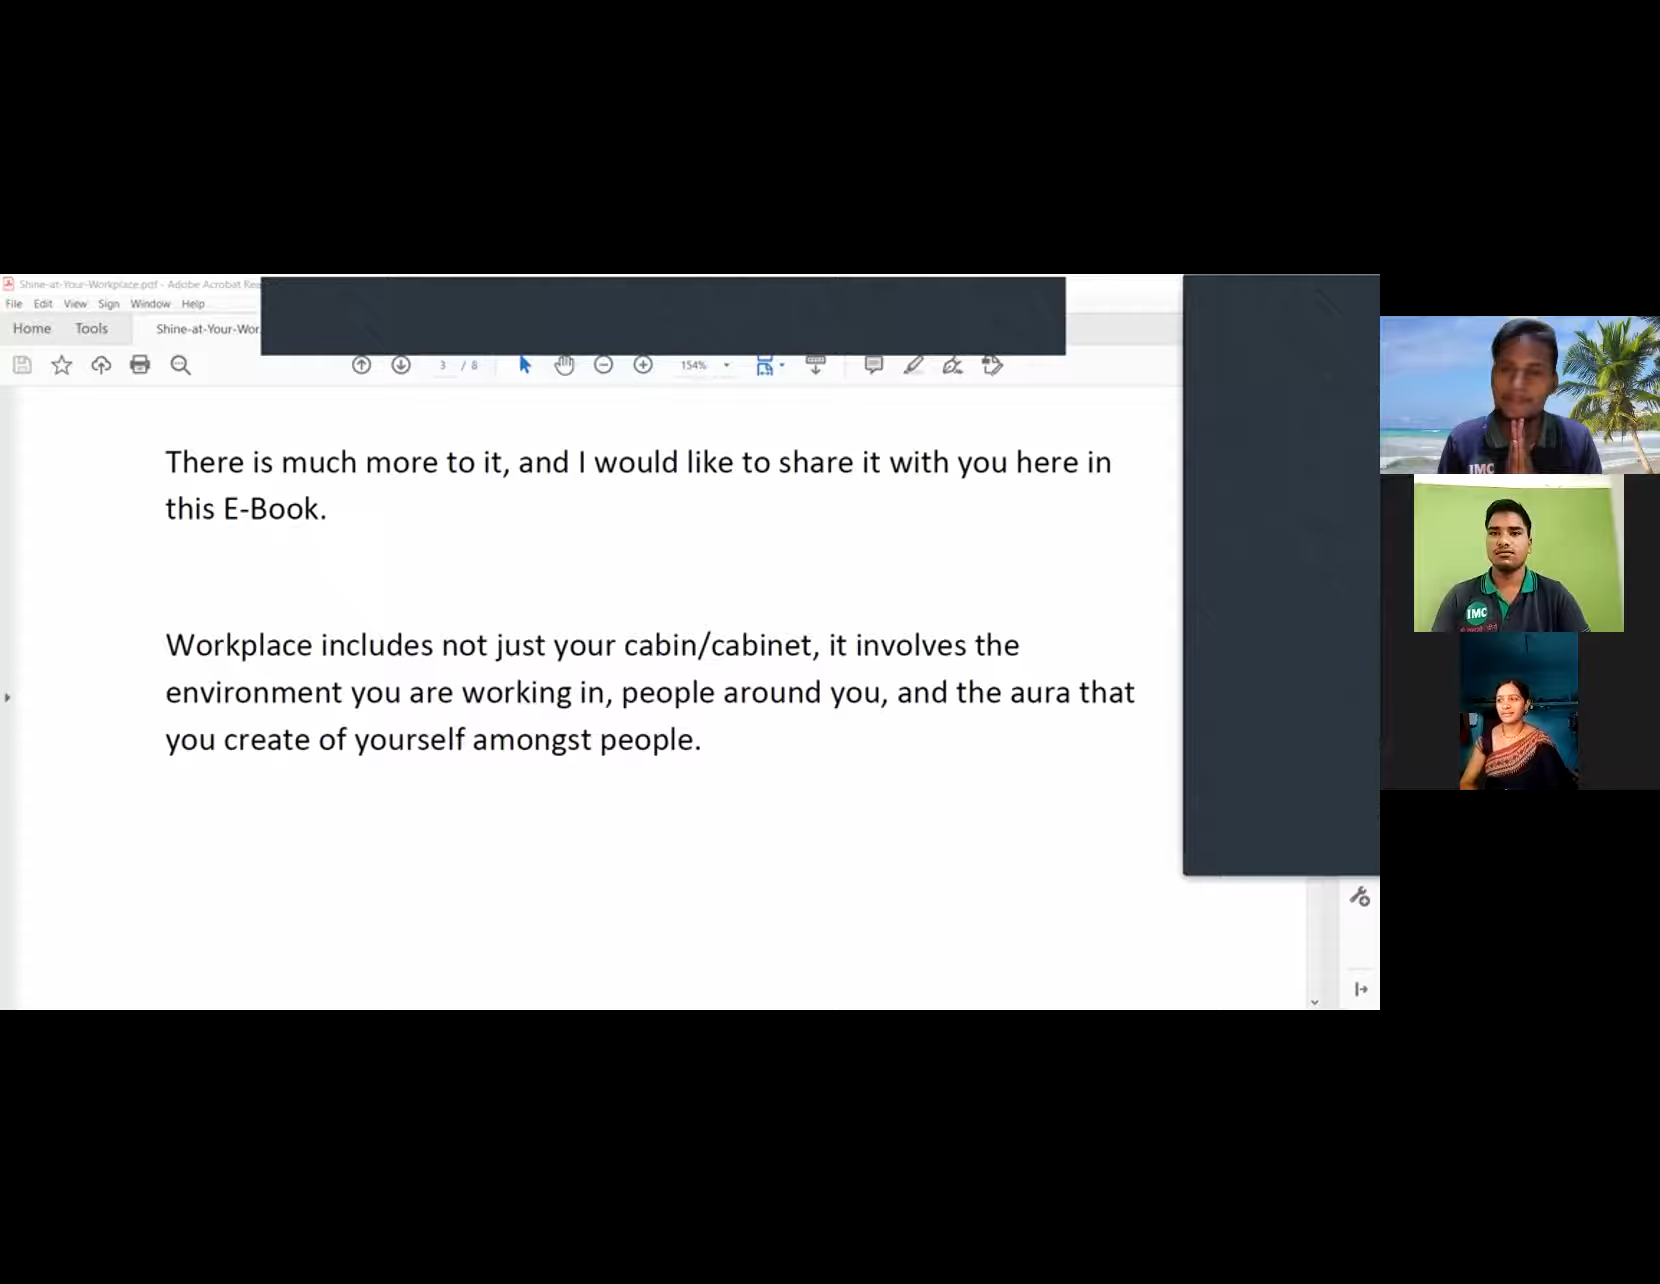 Shine-at-Your-Workplace.pdf - Adobe Acrobat Rea
File Edit View Sign Window Help
Home Tools Shine-at-Your-Wor
3 / 8 154%
There is much more to it, and I would like to share it with you here in
this E-Book.
Workplace includes not just your cabin/cabinet, it involves the
environment you are working in, people around you, and the aura that
you create of yourself amongst people.
IMC
IMC